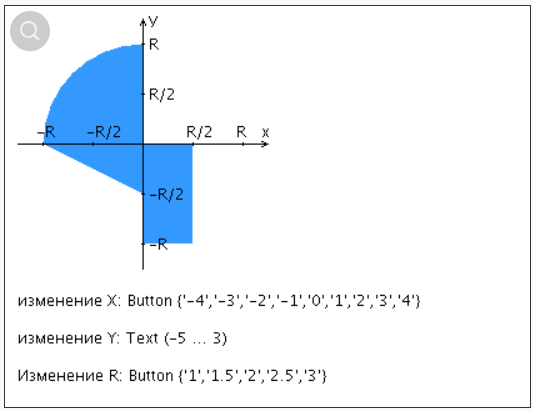 y
R
R/2
-R -R/2 R/2 R x
-R/2
-R
изменение X: Button {'-4','-3','-2','-1','0','1','2','3','4'}
изменение Y: Text (-5 ... 3)
Изменение R: Button {'1','1.5','2','2.5','3'}